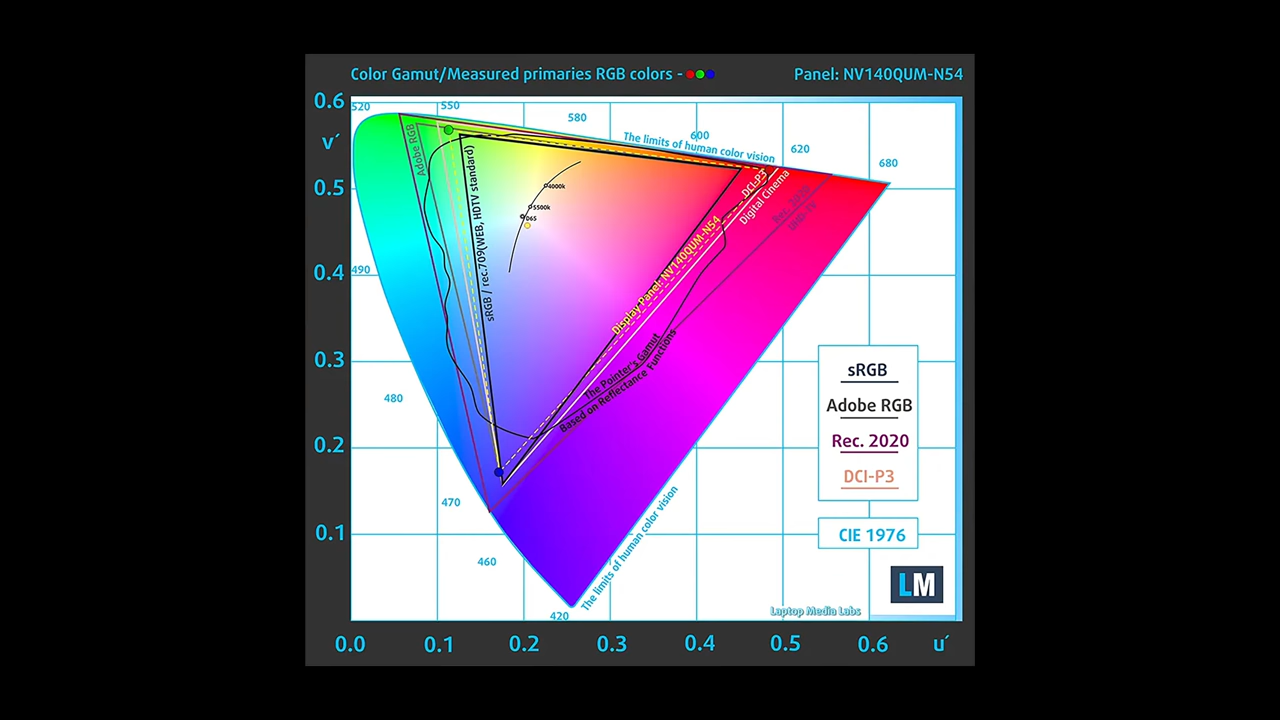 Color Gamut/Measured primaries RGB colors -
Panel: NV140QUM-N54
0.6
v´
0.5
0.4
0.3
0.2
0.1
520
550
580
600
620
680
490
480
470
460
420
The limits of human color vision
Adobe RGB
sRGB / rec.709(WEB, HDTV standard)
4000k
5500k
D65
DCI-P3
Digital Cinema
Rec. 2020
UHD-TV
Display Panel: NV140QUM-N54
The Pointer's Gamut
Based on Reflectance Functions
The limits of human color vision
sRGB
Adobe RGB
Rec. 2020
DCI-P3
CIE 1976
LM
Laptop Media Labs
0.0
0.1
0.2
0.3
0.4
0.5
0.6
u´